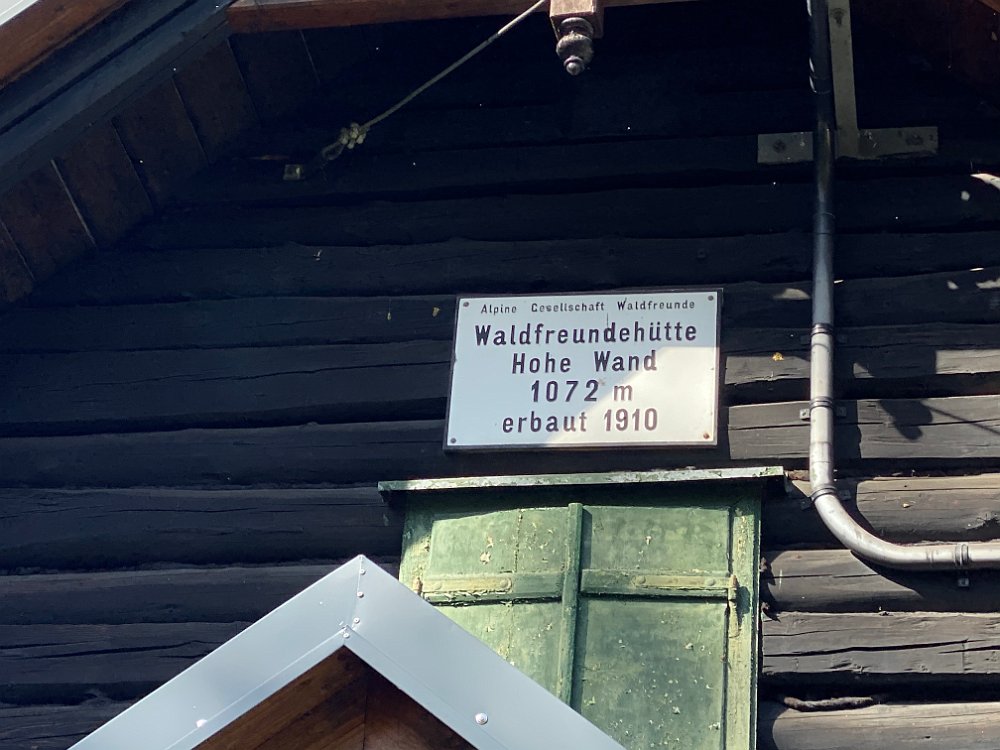 Alpine Gesellschaft Waldfreunde
Waldfreundehütte
Hohe Wand
1072 m
erbaut 1910